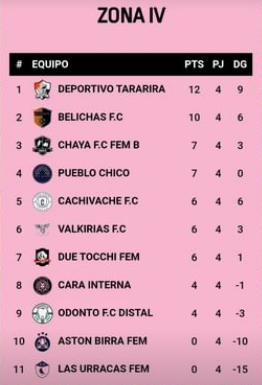 ZONA IV
# EQUIPO PTS PJ DG
1 DEPORTIVO TARARIRA 12 4 9
2 BELICHAS F.C 10 4 6
3 CHAYA F.C FEM B 7 4 3
4 PUEBLO CHICO 7 4 0
5 CACHIVACHE F.C 6 4 6
6 VALKIRIAS F.C 6 4 3
7 DUE TOCCHI FEM 6 4 1
8 CARA INTERNA 4 4 -1
9 ODONTO F.C DISTAL 4 4 -3
10 ASTON BIRRA FEM 0 4 -10
11 LAS URRACAS FEM 0 4 -15